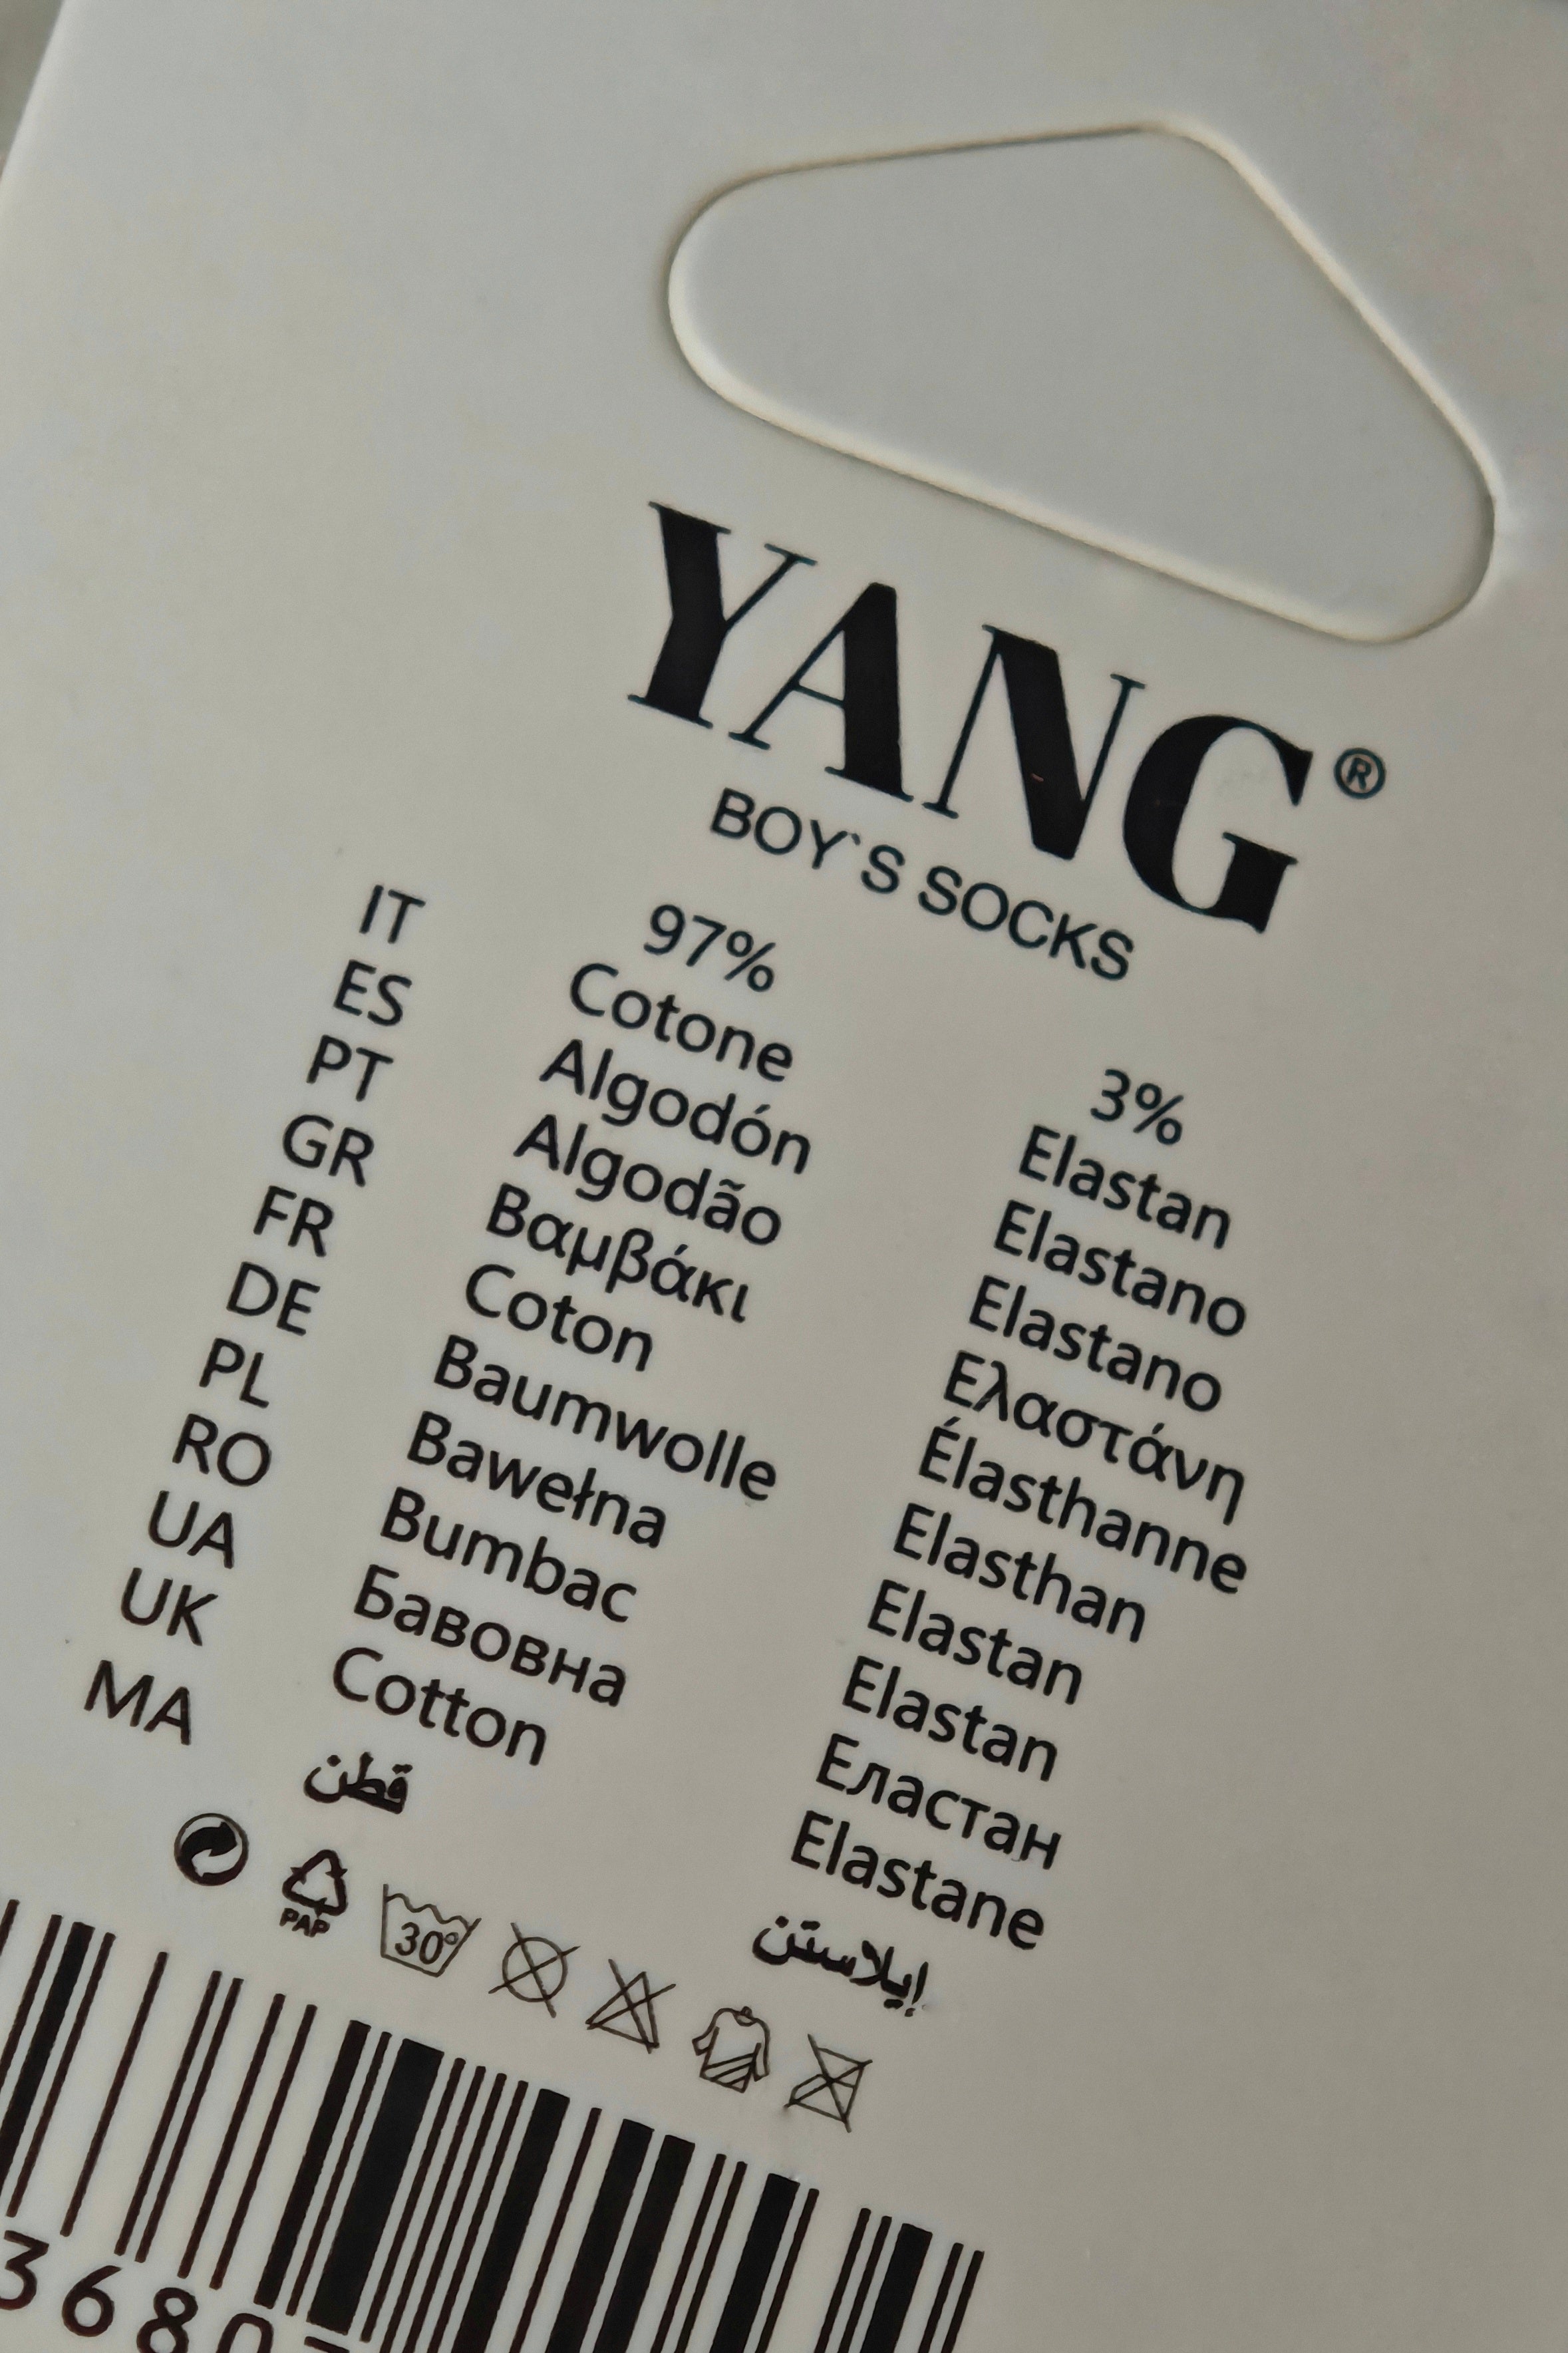 YANG®
BOY`S SOCKS
97% 3%
IT Cotone Elastan
ES Algodón Elastano
PT Algodão Elastano
GR Βαμβάκι Ελαστάνη
FR Coton Élasthanne
DE Baumwolle Elasthan
PL Bawełna Elastan
RO Bumbac Elastan
UA Бавовна Еластан
UK Cotton Elastane
MA قطن إيلاستن
PAP 30°
3680